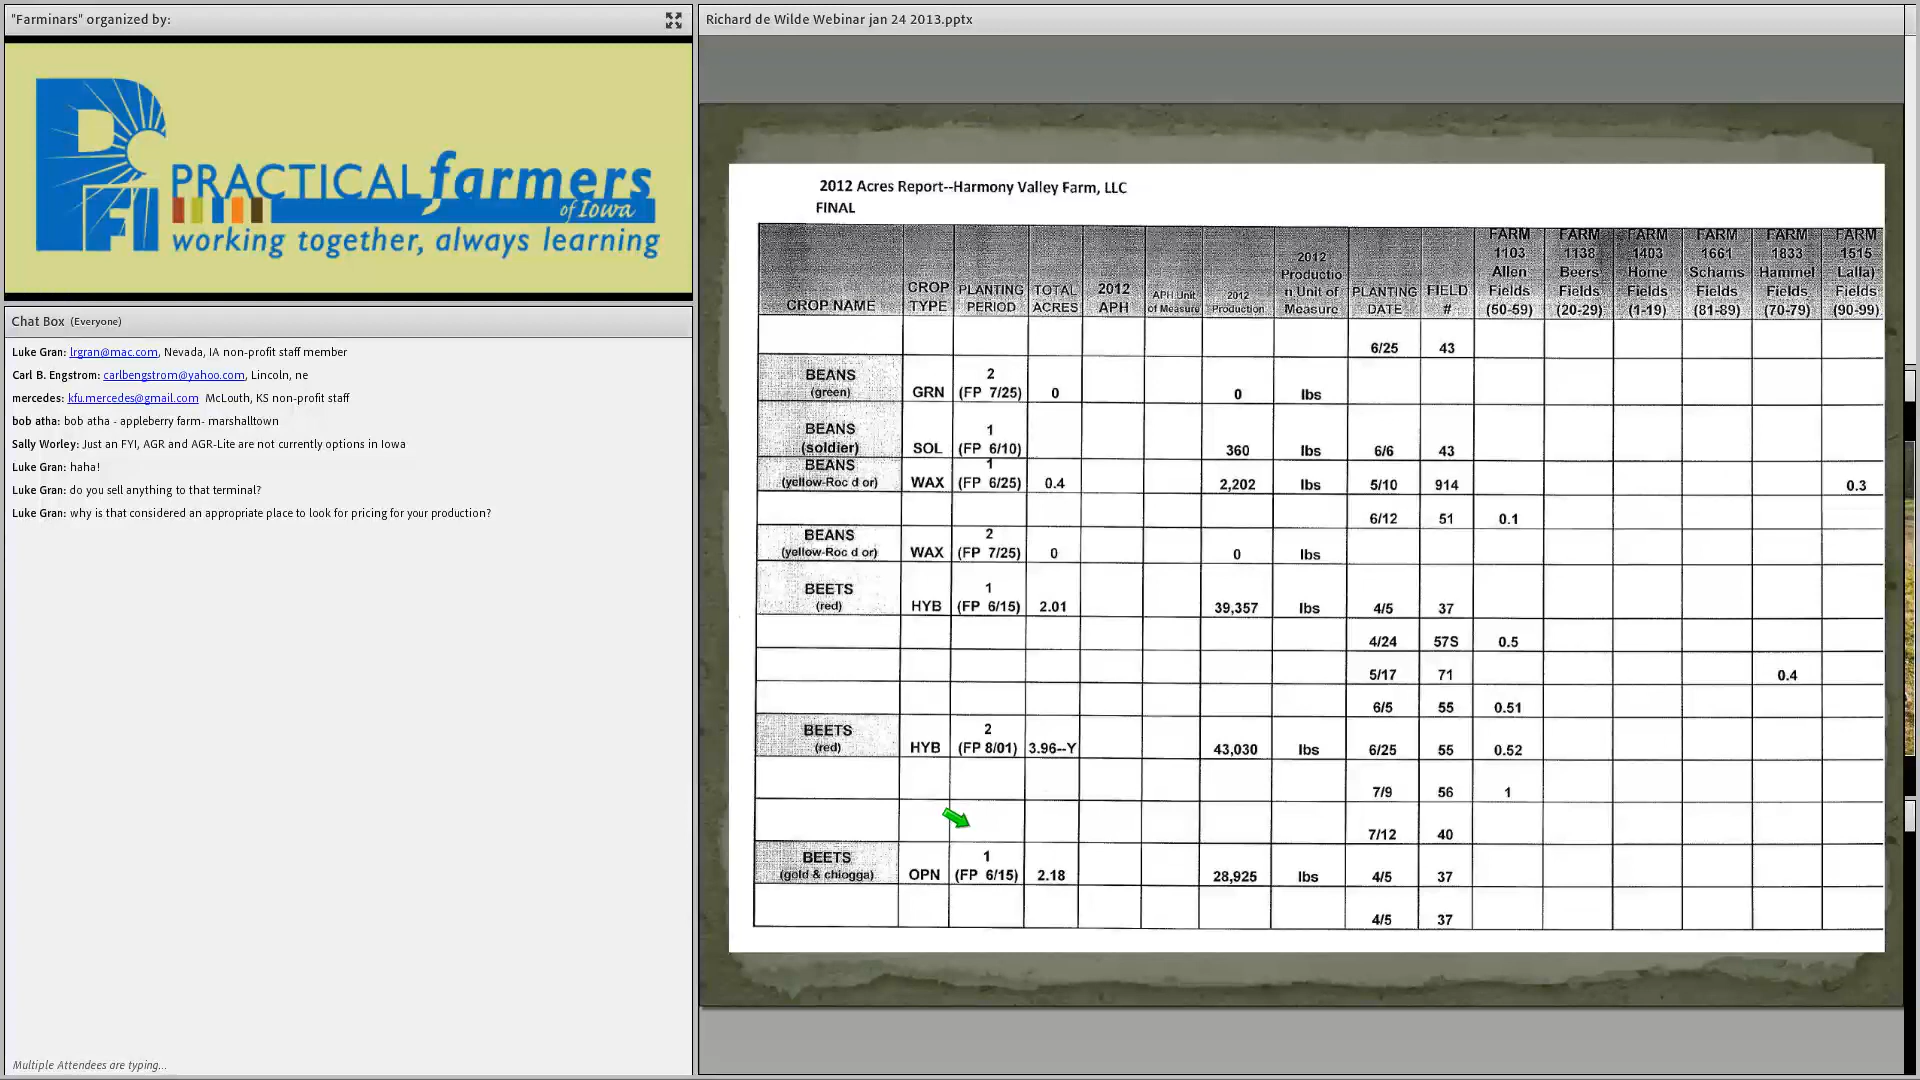 "Farminars" organized by:
PRACTICAL farmers
of Iowa
working together, always learning
PFI
Chat Box (Everyone)
Luke Gran: lrgran@mac.com, Nevada, IA non-profit staff member
Carl B. Engstrom: carlbengstrom@yahoo.com, Lincoln, ne
mercedes: kfu.mercedes@gmail.com McLouth, KS non-profit staff
bob atha: bob atha - appleberry farm- marshalltown
Sally Worley: Just an FYI, AGR and AGR-Lite are not currently options in Iowa
Luke Gran: haha!
Luke Gran: do you sell anything to that terminal?
Luke Gran: why is that considered an appropriate place to look for pricing for your production?
Multiple Attendees are typing...
Richard de Wilde Webinar jan 24 2013.pptx
2012 Acres Report--Harmony Valley Farm, LLC
FINAL
CROP NAME
CROP
TYPE
PLANTING
PERIOD
TOTAL
ACRES
2012
APH
APH Unit
of Measure
2012
Production
2012
Productio
n Unit of
Measure
PLANTING
DATE
FIELD
#
FARM
1103
Allen
Fields
(50-59)
FARM
1138
Beers
Fields
(20-29)
FARM
1403
Home
Fields
(1-19)
FARM
1661
Schams
Fields
(81-89)
FARM
1833
Hammel
Fields
(70-79)
FARM
1515
Lalla)
Fields
(90-99)
6/25 43
BEANS
(green)
GRN
2
(FP 7/25)
0 0 lbs
BEANS
(soldier)
SOL
1
(FP 6/10)
360 lbs 6/6 43
BEANS
(yellow-Roc d or)
WAX
1
(FP 6/25)
0.4 2,202 lbs 5/10 914 0.3
6/12 51 0.1
BEANS
(yellow-Roc d or)
WAX
2
(FP 7/25)
0 0 lbs
BEETS
(red)
HYB
1
(FP 6/15)
2.01 39,357 lbs 4/5 37
4/24 57S 0.5
5/17 71 0.4
6/5 55 0.51
BEETS
(red)
HYB
2
(FP 8/01)
3.96--Y 43,030 lbs 6/25 55 0.52
7/9 56 1
7/12 40
BEETS
(gold & chiogga)
OPN
1
(FP 6/15)
2.18 28,925 lbs 4/5 37
4/5 37